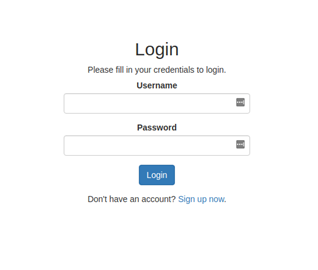 Login
Please fill in your credentials to login.
Username
Password
Login
Don't have an account? Sign up now.